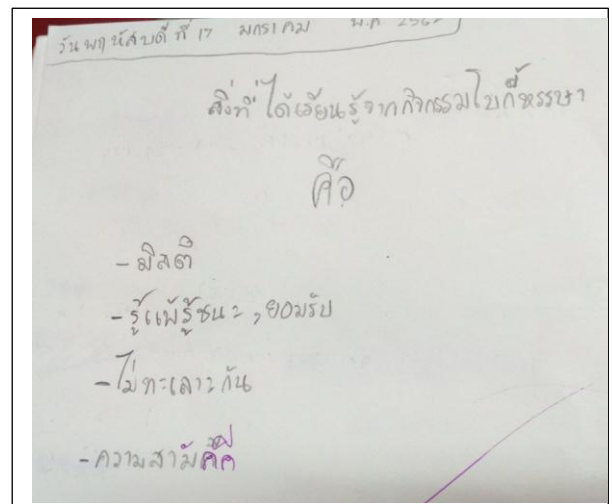 วันพฤหัสบดี ที่ 17 มกราคม พ.ศ 256
สิ่งที่ ได้เรียนรู้จากกิจกรรมโบกี้หรรษา
คือ
- มีสติ
- รู้แพ้รู้ชนะ , ยอมรับ
- ไม่ทะเลาะกัน
- ความสามัคคี